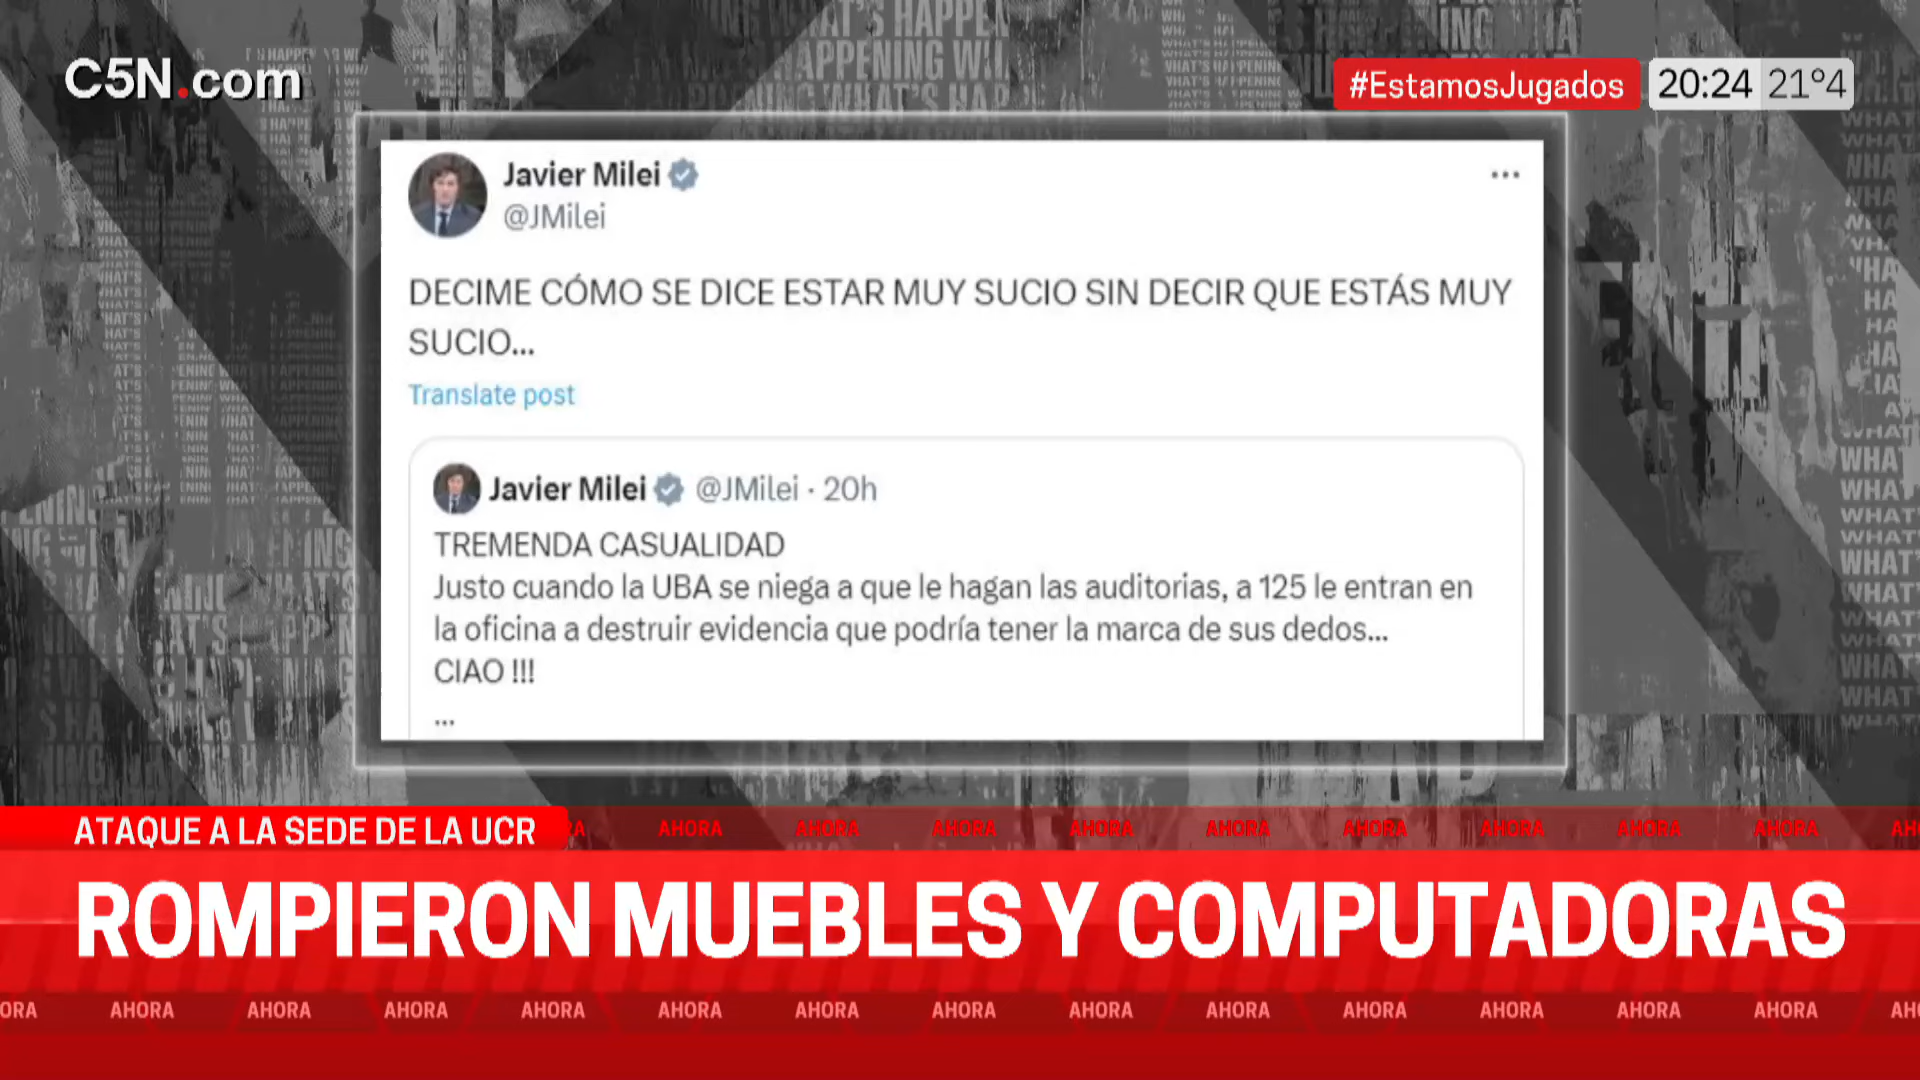 C5N.com
#EstamosJugados
20:24 21°4
Javier Milei
@JMilei
DECIME CÓMO SE DICE ESTAR MUY SUCIO SIN DECIR QUE ESTÁS MUY
SUCIO...
Translate post
Javier Milei @JMilei · 20h
TREMENDA CASUALIDAD
Justo cuando la UBA se niega a que le hagan las auditorias, a 125 le entran en
la oficina a destruir evidencia que podría tener la marca de sus dedos...
CIAO !!!
...
ATAQUE A LA SEDE DE LA UCR
AHORA AHORA AHORA AHORA AHORA AHORA AHORA AHORA AHORA
ROMPIERON MUEBLES Y COMPUTADORAS
AHORA AHORA AHORA AHORA AHORA AHORA AHORA AHORA AHORA AHORA AHORA AHORA AHORA